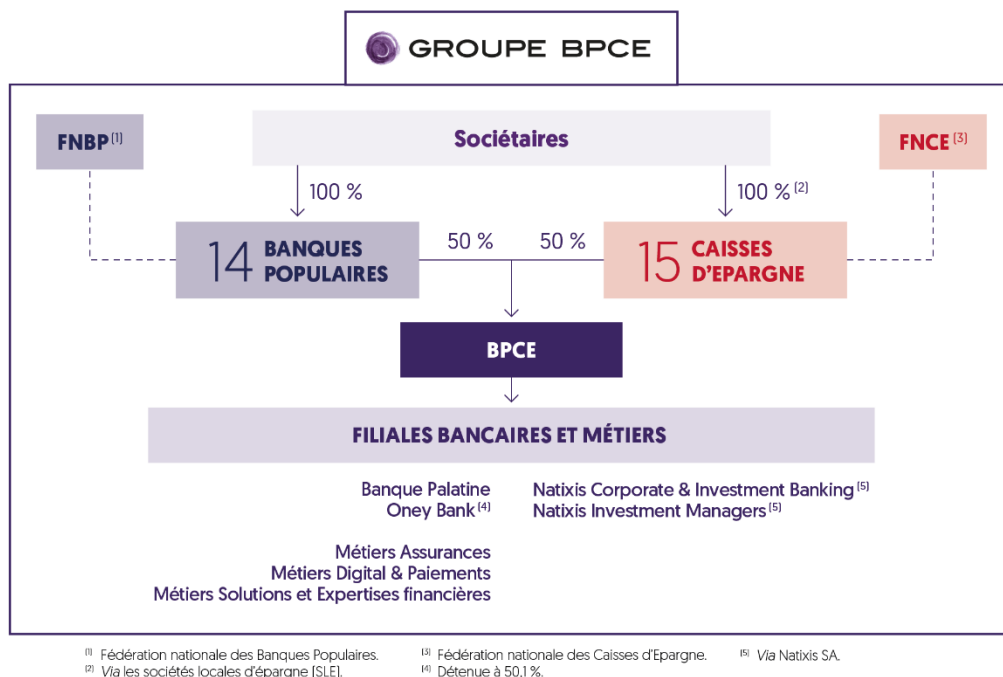 GROUPE BPCE
FNBP (1)
Sociétaires
FNCE (3)
100 %
100 % (2)
14 BANQUES
POPULAIRES
50 %
50 %
15 CAISSES
D'EPARGNE
BPCE
FILIALES BANCAIRES ET MÉTIERS
Banque Palatine
Oney Bank (4)
Natixis Corporate & Investment Banking (5)
Natixis Investment Managers (5)
Métiers Assurances
Métiers Digital & Paiements
Métiers Solutions et Expertises financières
(1) Fédération nationale des Banques Populaires.
(2) Via les sociétés locales d'épargne (SLE).
(3) Fédération nationale des Caisses d'Epargne.
(4) Détenue à 50,1 %.
(5) Via Natixis SA.